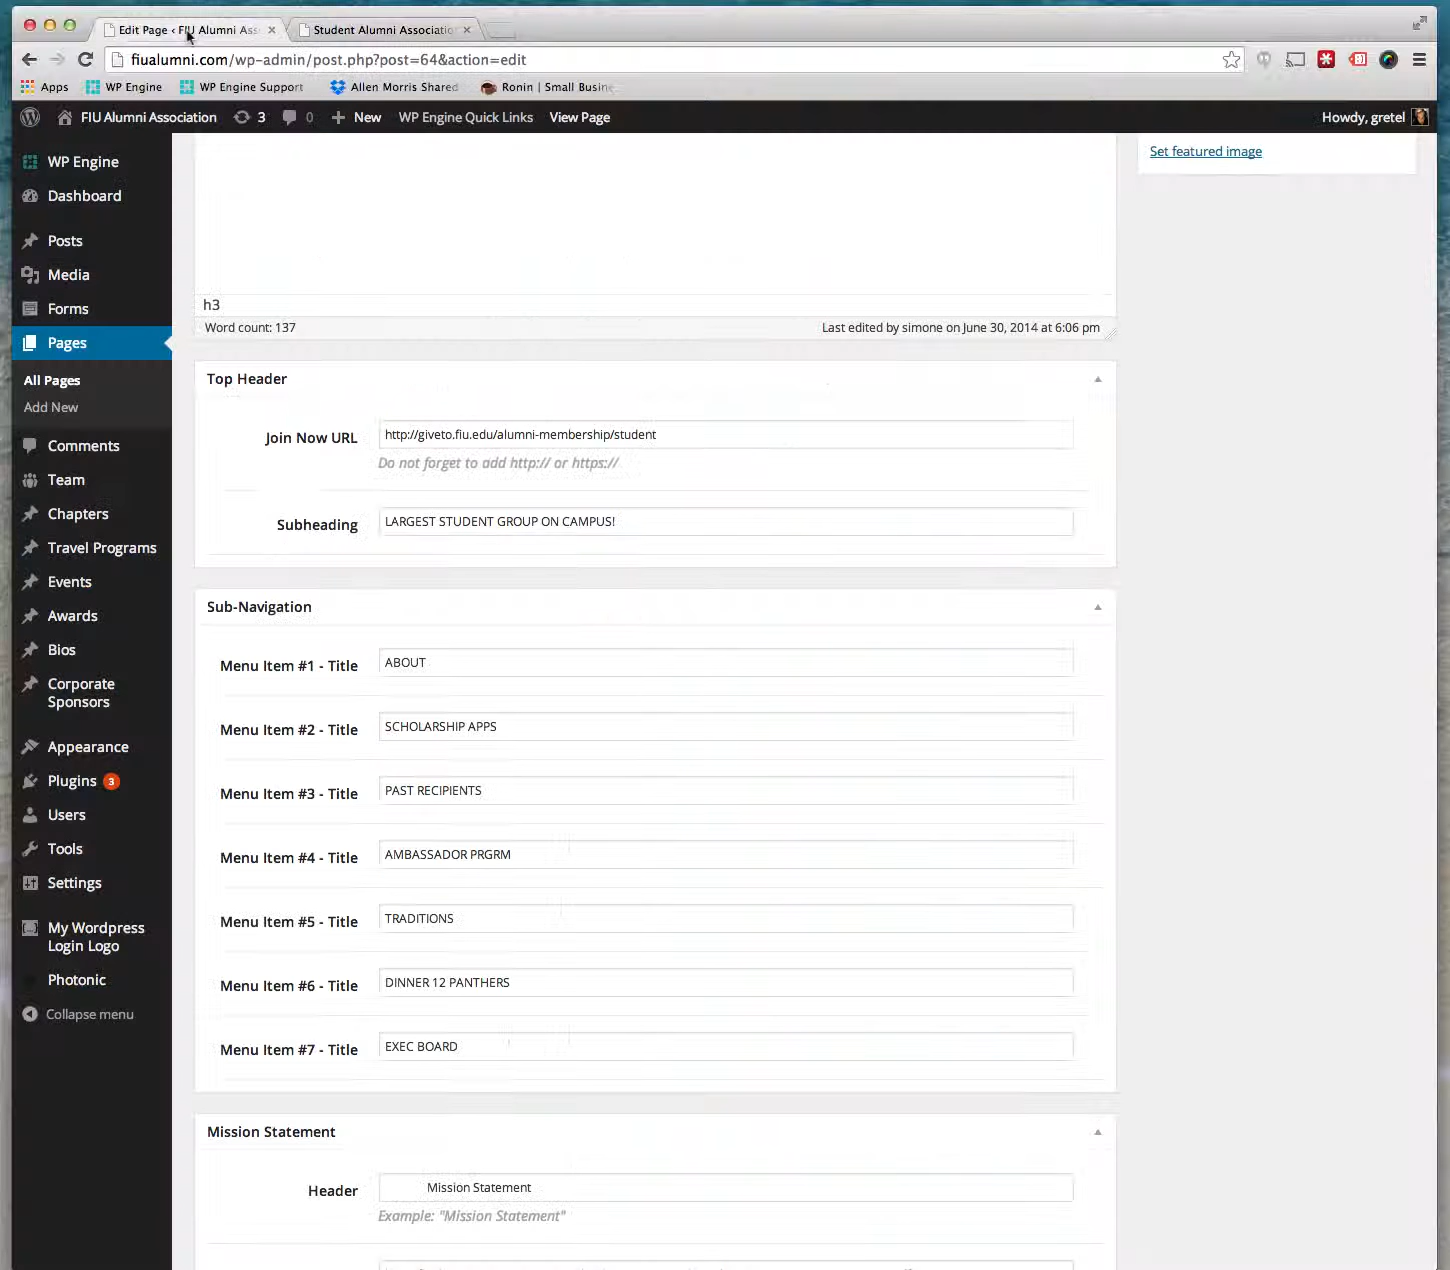 Edit Page ‹ FIU Alumni Ass
Student Alumni Associatio
fiualumni.com/wp-admin/post.php?post=64&action=edit
Apps WP Engine WP Engine Support Allen Morris Shared Ronin | Small Busin
FIU Alumni Association 3 0 New WP Engine Quick Links View Page Howdy, gretel
WP Engine
Dashboard
Posts
Media
Forms
Pages
All Pages
Add New
Comments
Team
Chapters
Travel Programs
Events
Awards
Bios
Corporate
Sponsors
Appearance
Plugins 3
Users
Tools
Settings
My Wordpress
Login Logo
Photonic
Collapse menu
Set featured image
h3
Word count: 137 Last edited by simone on June 30, 2014 at 6:06 pm
Top Header
Join Now URL http://giveto.fiu.edu/alumni-membership/student
Do not forget to add http:// or https://
Subheading LARGEST STUDENT GROUP ON CAMPUS!
Sub-Navigation
Menu Item #1 - Title ABOUT
Menu Item #2 - Title SCHOLARSHIP APPS
Menu Item #3 - Title PAST RECIPIENTS
Menu Item #4 - Title AMBASSADOR PRGRM
Menu Item #5 - Title TRADITIONS
Menu Item #6 - Title DINNER 12 PANTHERS
Menu Item #7 - Title EXEC BOARD
Mission Statement
Header Mission Statement
Example: "Mission Statement"